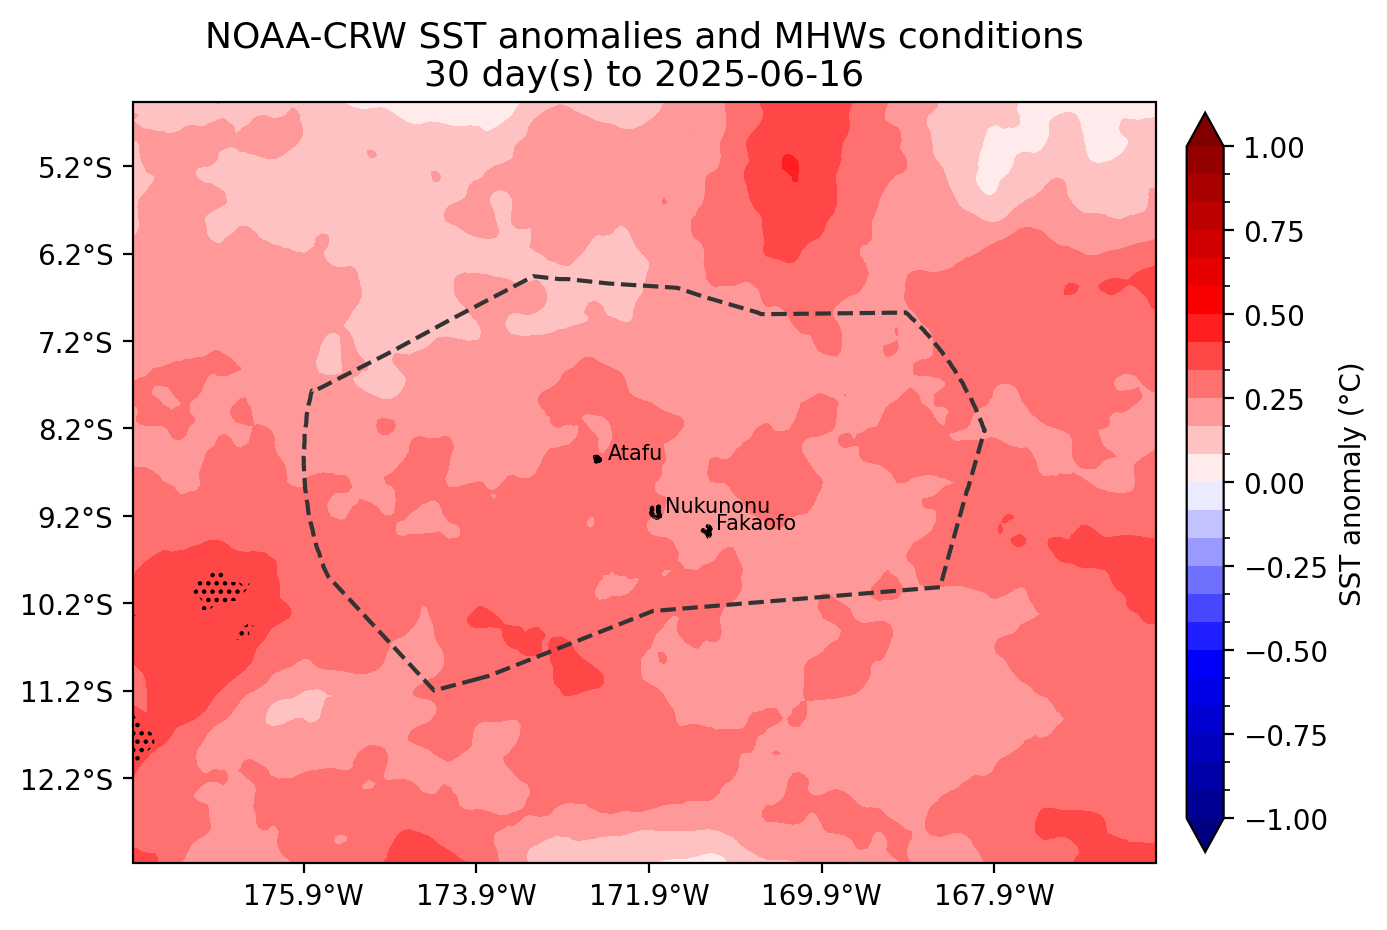 NOAA-CRW SST anomalies and MHWs conditions
30 day(s) to 2025-06-16
5.2°S
6.2°S
7.2°S
8.2°S
9.2°S
10.2°S
11.2°S
12.2°S
Atafu
Nukunonu
Fakaofo
175.9°W
173.9°W
171.9°W
169.9°W
167.9°W
1.00
0.75
0.50
0.25
0.00
−0.25
−0.50
−0.75
−1.00
SST anomaly (°C)